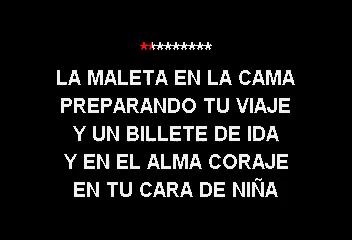 **********
LA MALETA EN LA CAMA
PREPARANDO TU VIAJE
Y UN BILLETE DE IDA
Y EN EL ALMA CORAJE
EN TU CARA DE NIÑA